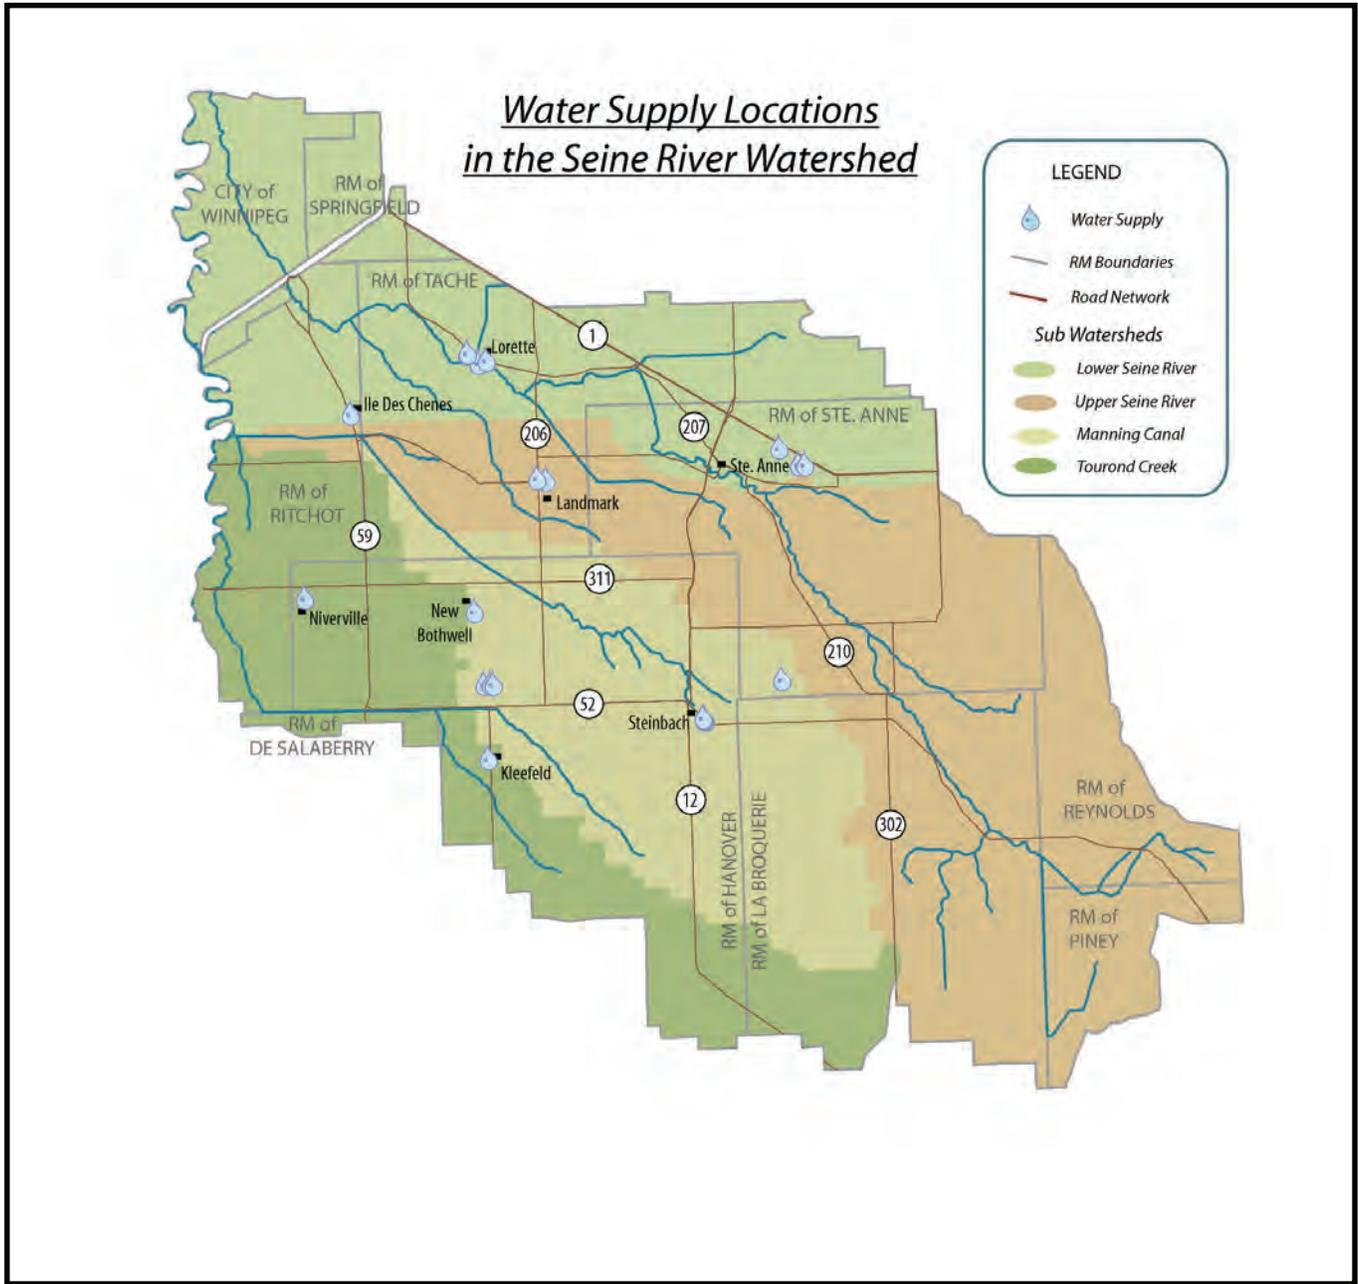 Water Supply Locations
in the Seine River Watershed
LEGEND
Water Supply
RM Boundaries
Road Network
Sub Watersheds
Lower Seine River
Upper Seine River
Manning Canal
Tourond Creek
CITY of
WINNIPEG
RM of
SPRINGFIELD
RM of TACHE
1
Lorette
Ile Des Chenes
RM of STE. ANNE
207
206
Ste. Anne
RM of
RITCHOT
Landmark
59
311
Niverville
New
Bothwell
210
52
Steinbach
RM of
DE SALABERRY
Kleefeld
12
RM of HANOVER
RM of LA BROQUERIE
302
RM of
REYNOLDS
RM of
PINEY